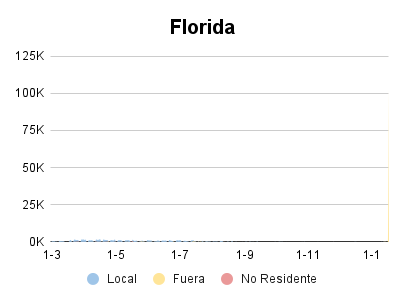 Florida
125K
100K
75K
50K
25K
0K
1-3 1-5 1-7 1-9 1-11 1-1
Local Fuera No Residente